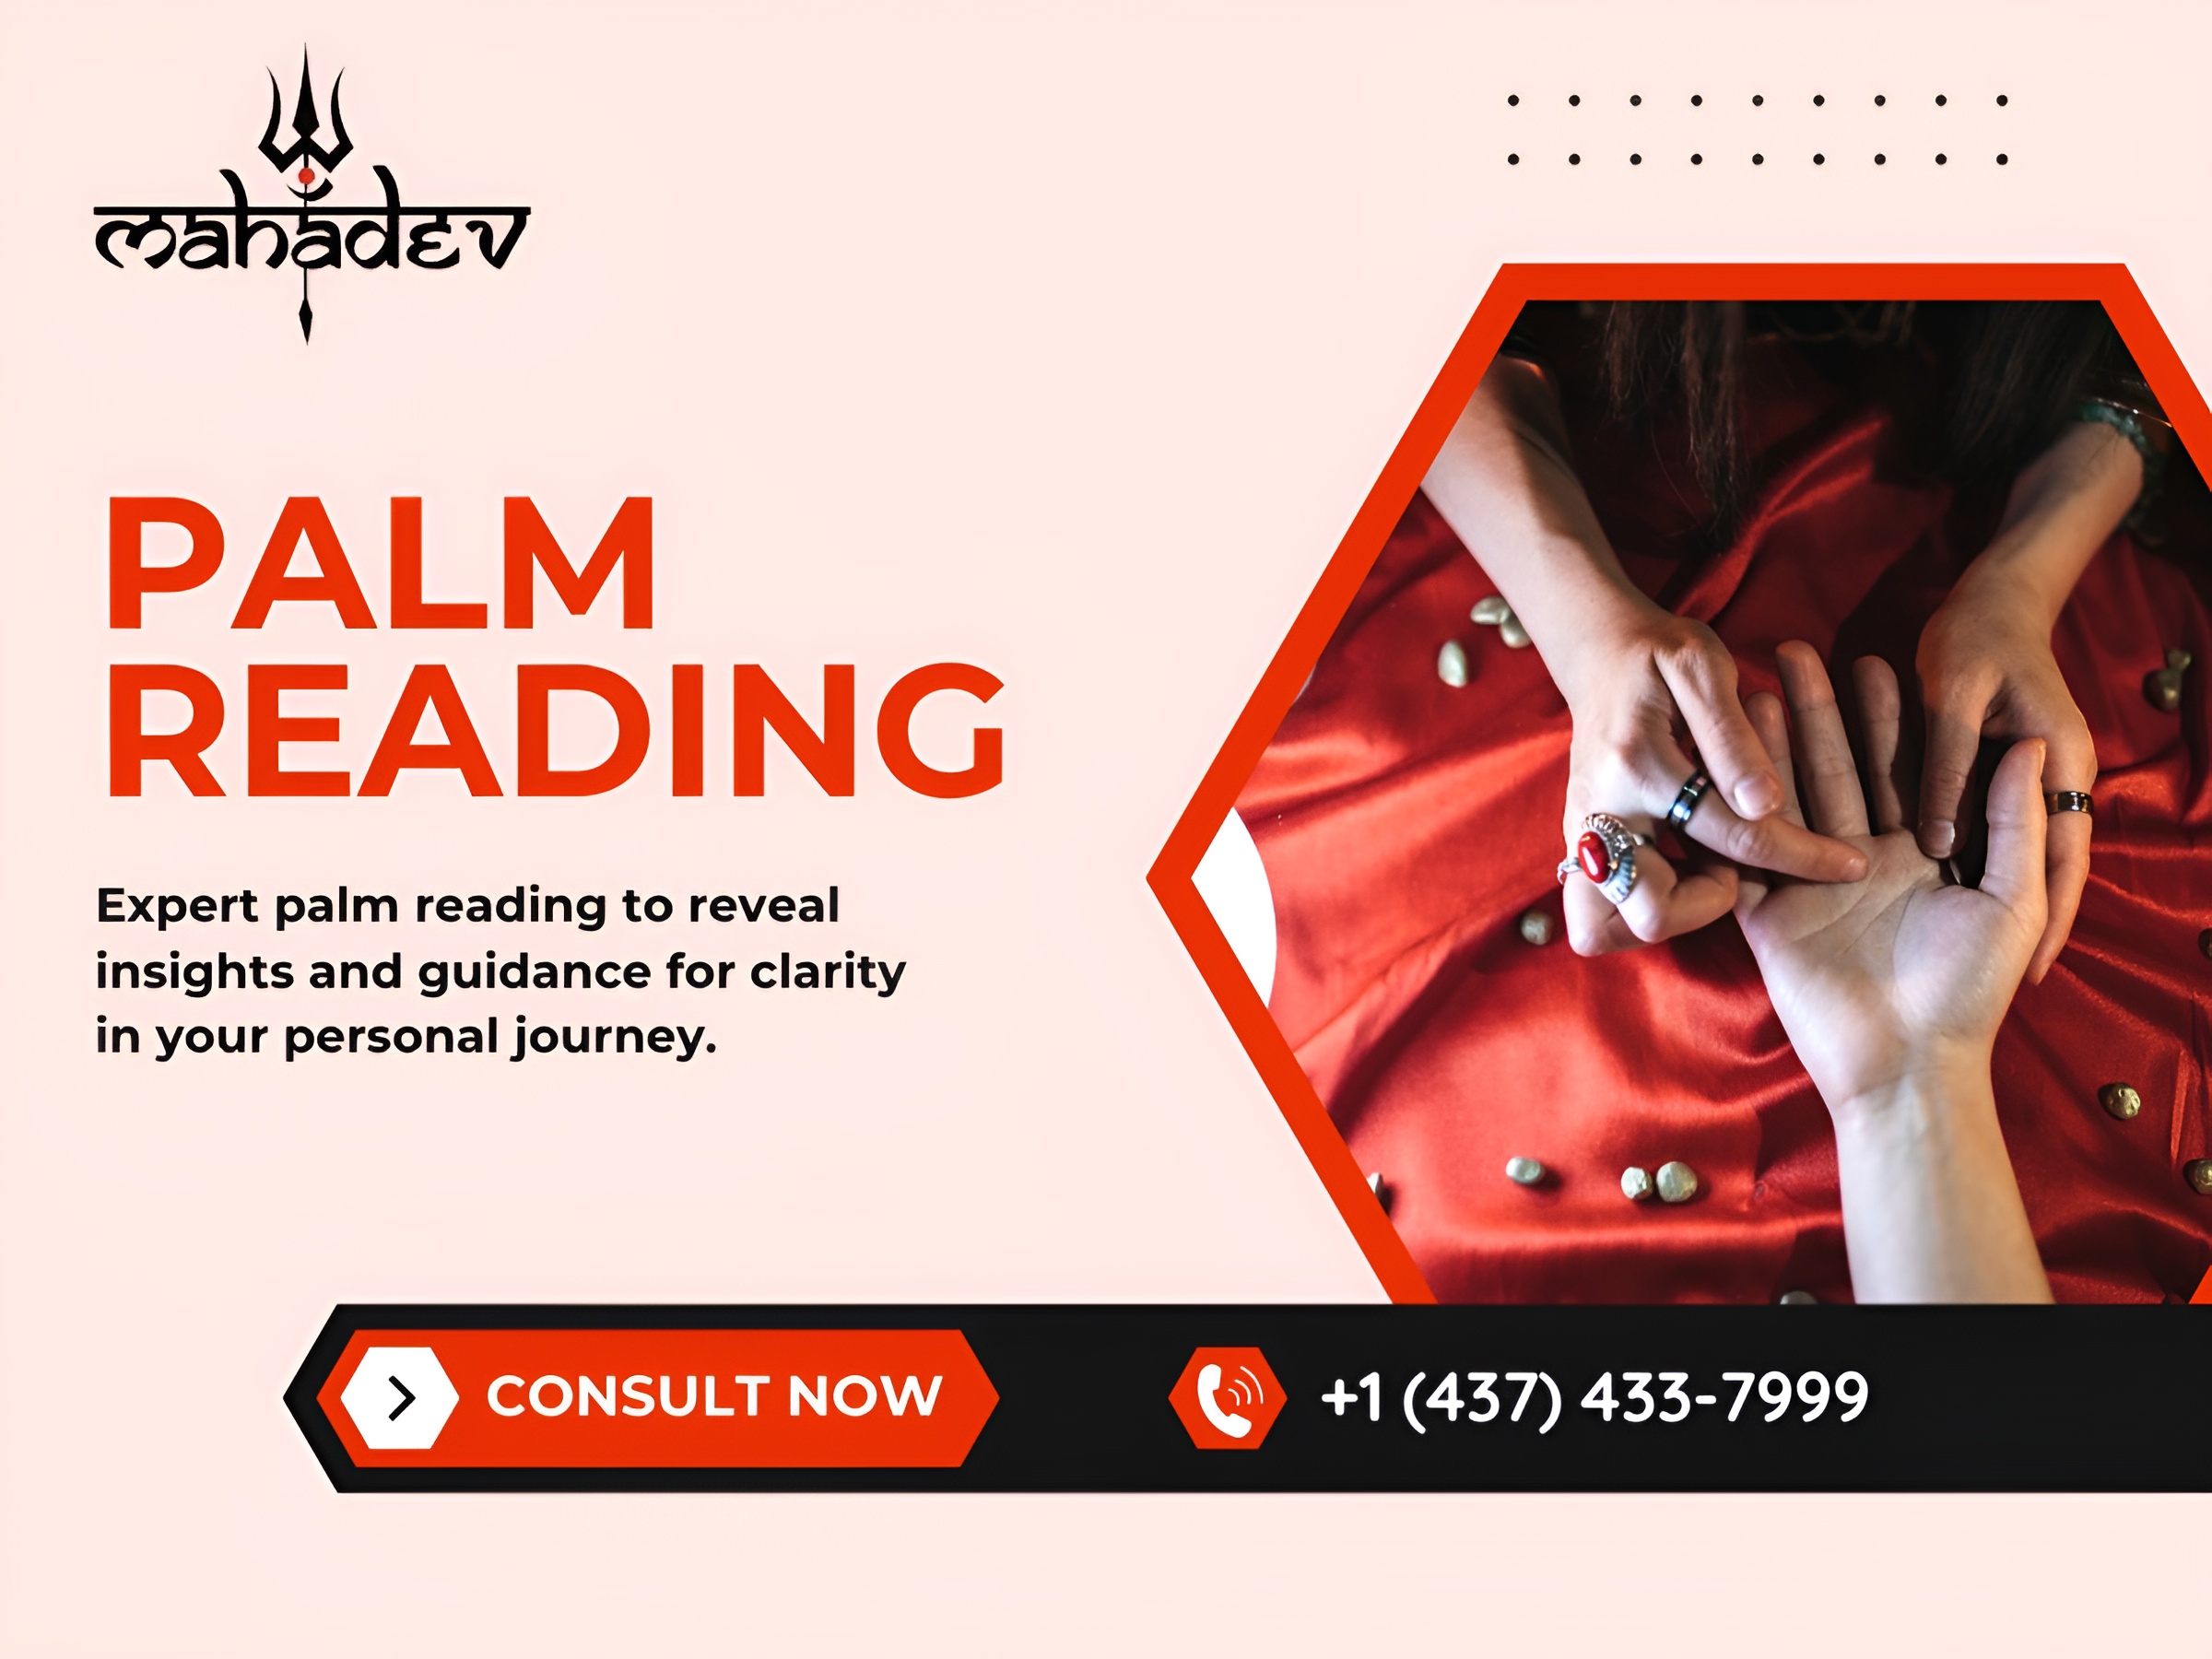 mahadev
PALM
READING
Expert palm reading to reveal
insights and guidance for clarity
in your personal journey.
CONSULT NOW
+1 (437) 433-7999